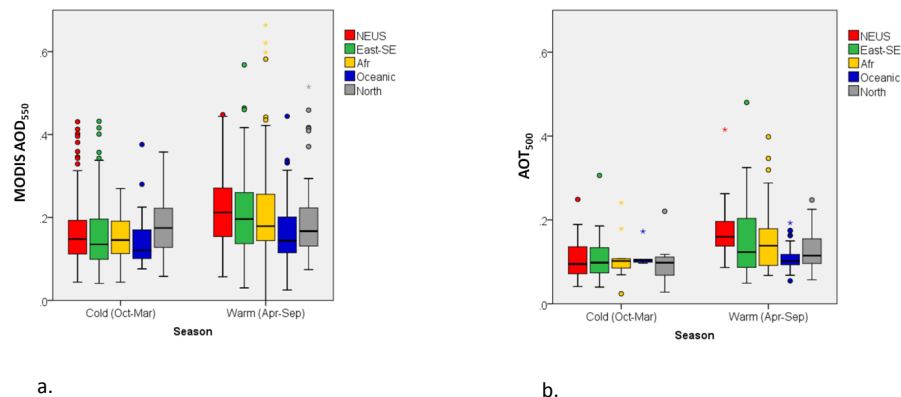 MODIS AOD550
.6
.4
.2
.0
Cold (Oct-Mar)
Warm (Apr-Sep)
Season
NEUS
East-SE
Afr
Oceanic
North
a.
AOT500
.6
.4
.2
.0
Cold (Oct-Mar)
Warm (Apr-Sep)
Season
NEUS
East-SE
Afr
Oceanic
North
b.